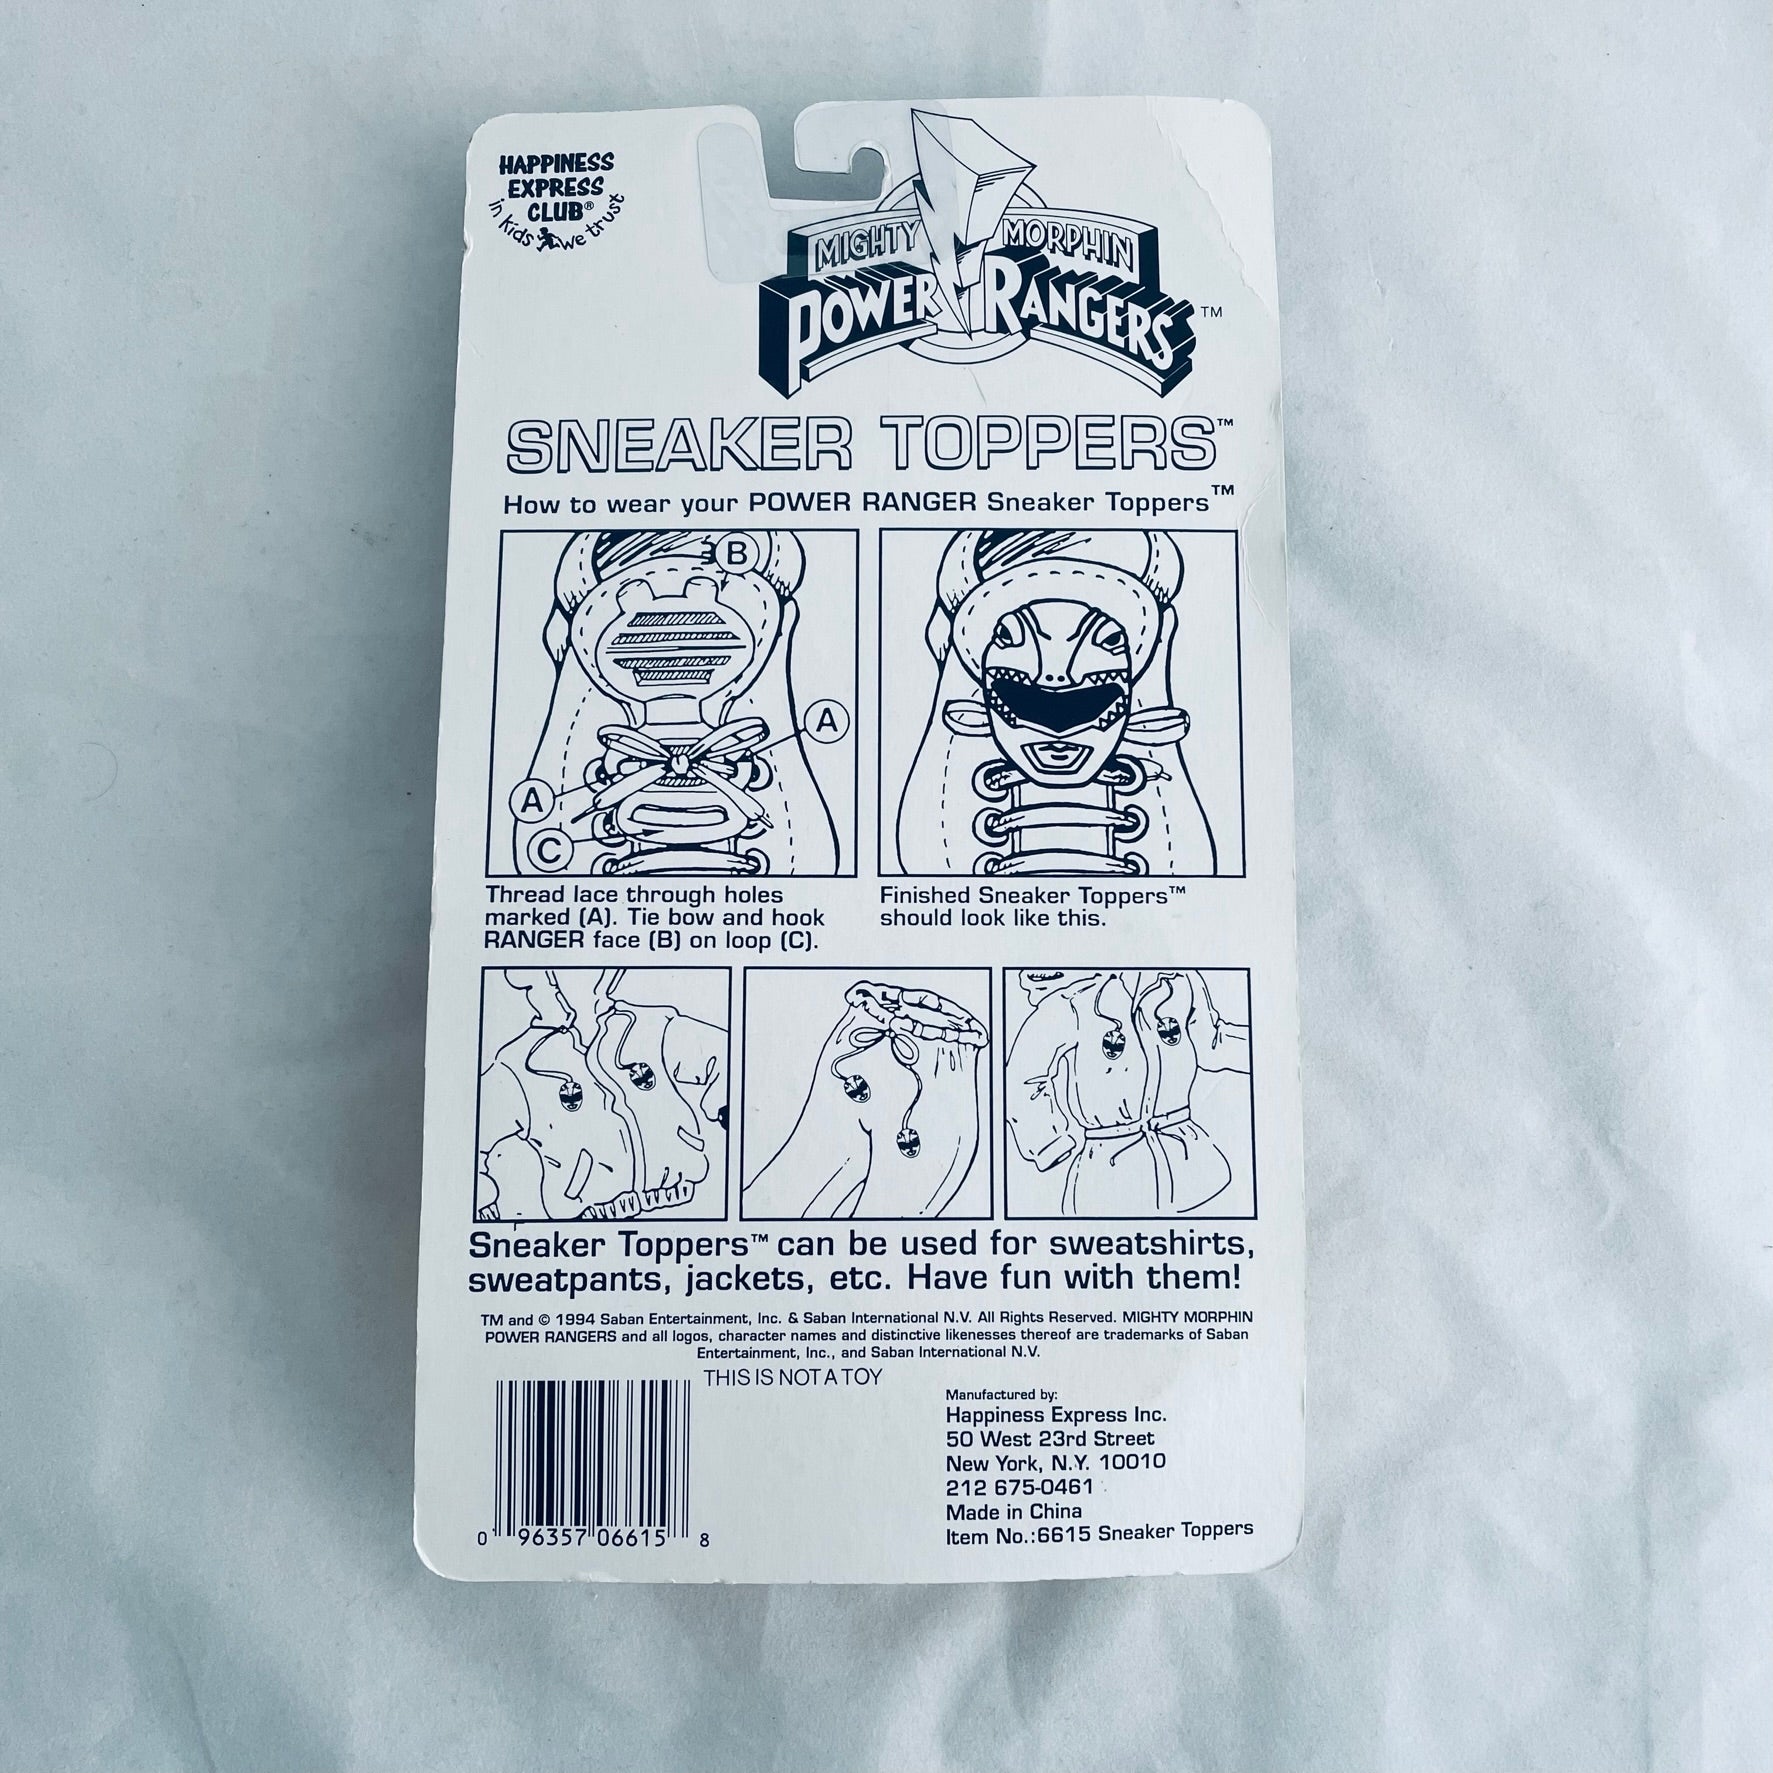 HAPPINESS
EXPRESS
CLUB®
in kids we trust
MIGHTY MORPHIN
POWER RANGERS™
SNEAKER TOPPERS™
How to wear your POWER RANGER Sneaker Toppers™
B
A
A
C
Thread lace through holes
marked (A). Tie bow and hook
RANGER face (B) on loop (C).
Finished Sneaker Toppers™
should look like this.
Sneaker Toppers™ can be used for sweatshirts,
sweatpants, jackets, etc. Have fun with them!
TM and © 1994 Saban Entertainment, Inc. & Saban International N.V. All Rights Reserved. MIGHTY MORPHIN
POWER RANGERS and all logos, character names and distinctive likenesses thereof are trademarks of Saban
Entertainment, Inc., and Saban International N.V.
THIS IS NOT A TOY
0 96357 06615 8
Manufactured by:
Happiness Express Inc.
50 West 23rd Street
New York, N.Y. 10010
212 675-0461
Made in China
Item No.:6615 Sneaker Toppers